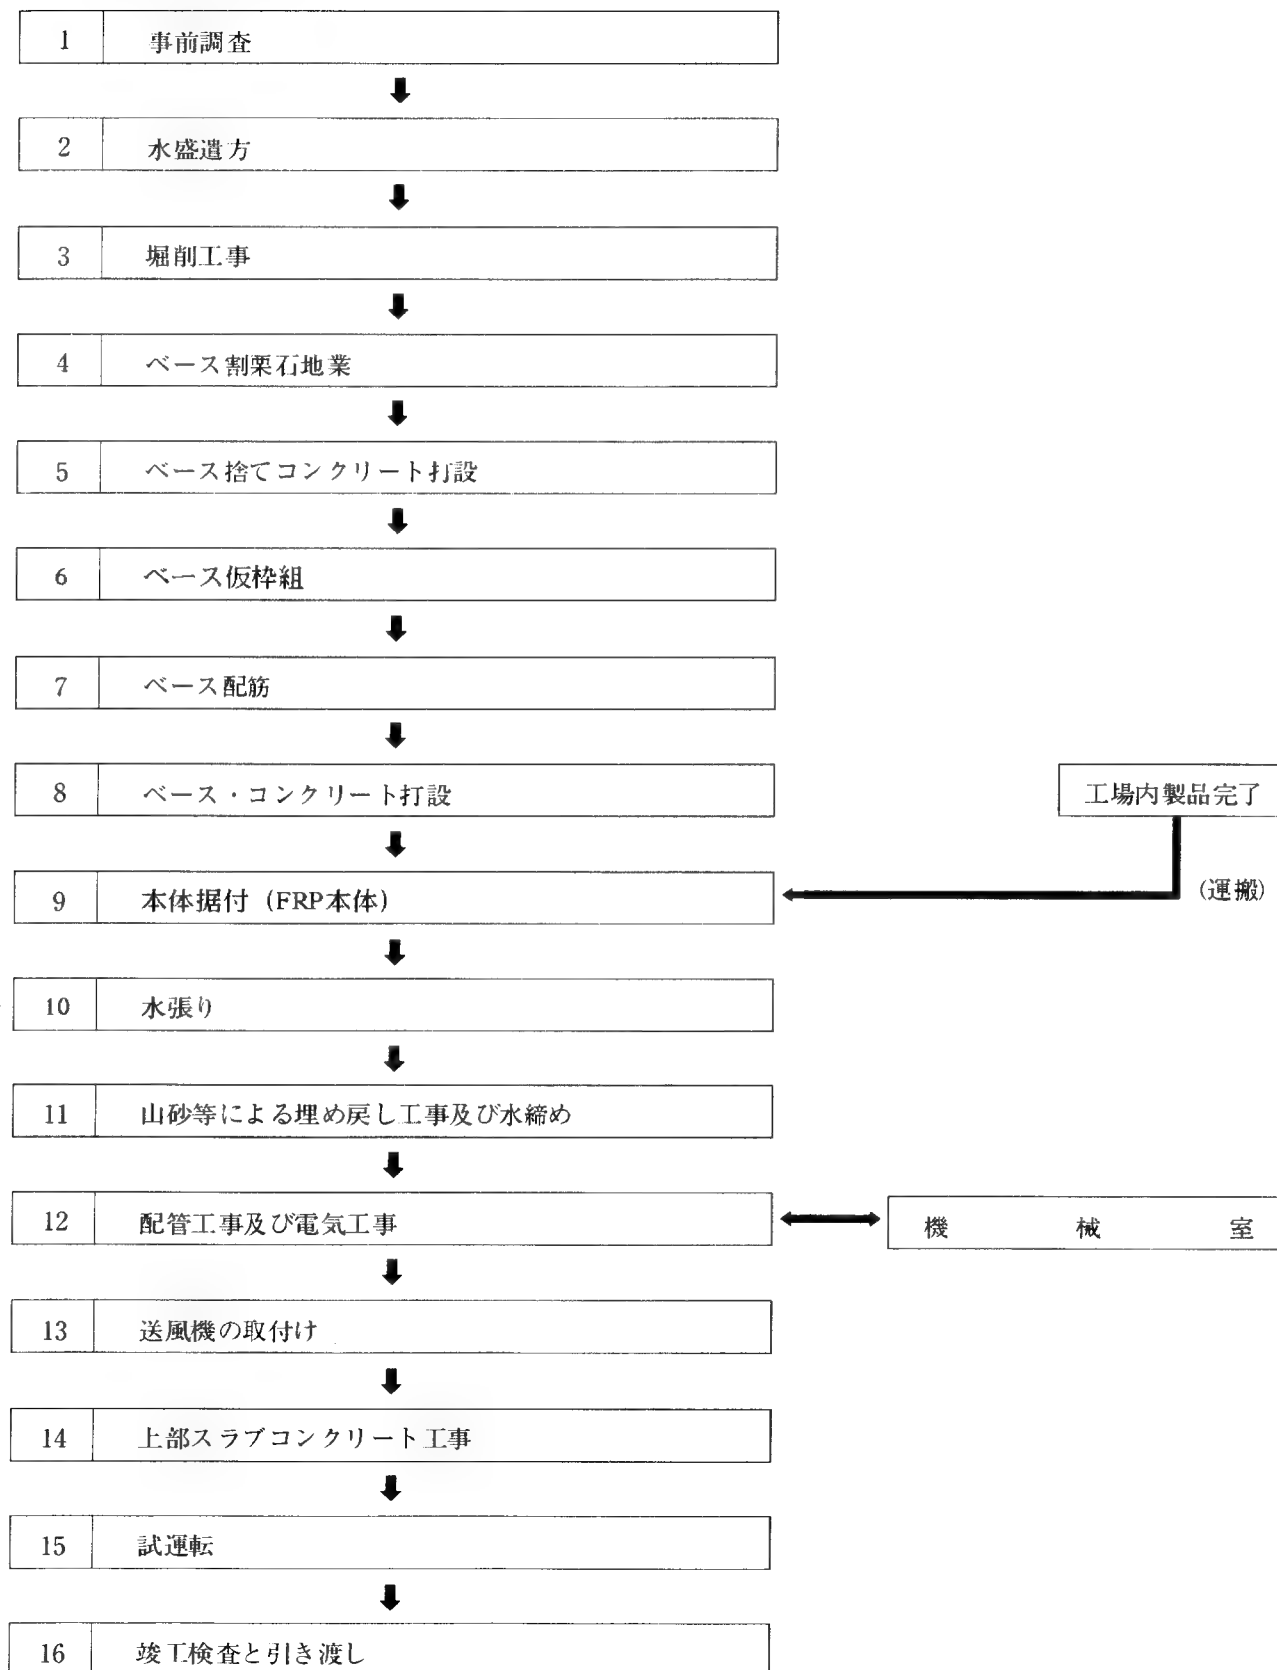 1 事前調査
2 水盛遣方
3 堀削工事
4 ベース割栗石地業
5 ベース捨てコンクリート打設
6 ベース仮枠組
7 ベース配筋
8 ベース・コンクリート打設
工場内製品完了
9 本体据付（FRP本体）
（運搬）
10 水張り
11 山砂等による埋め戻し工事及び水締め
12 配管工事及び電気工事
機械室
13 送風機の取付け
14 上部スラブコンクリート工事
15 試運転
16 竣工検査と引き渡し